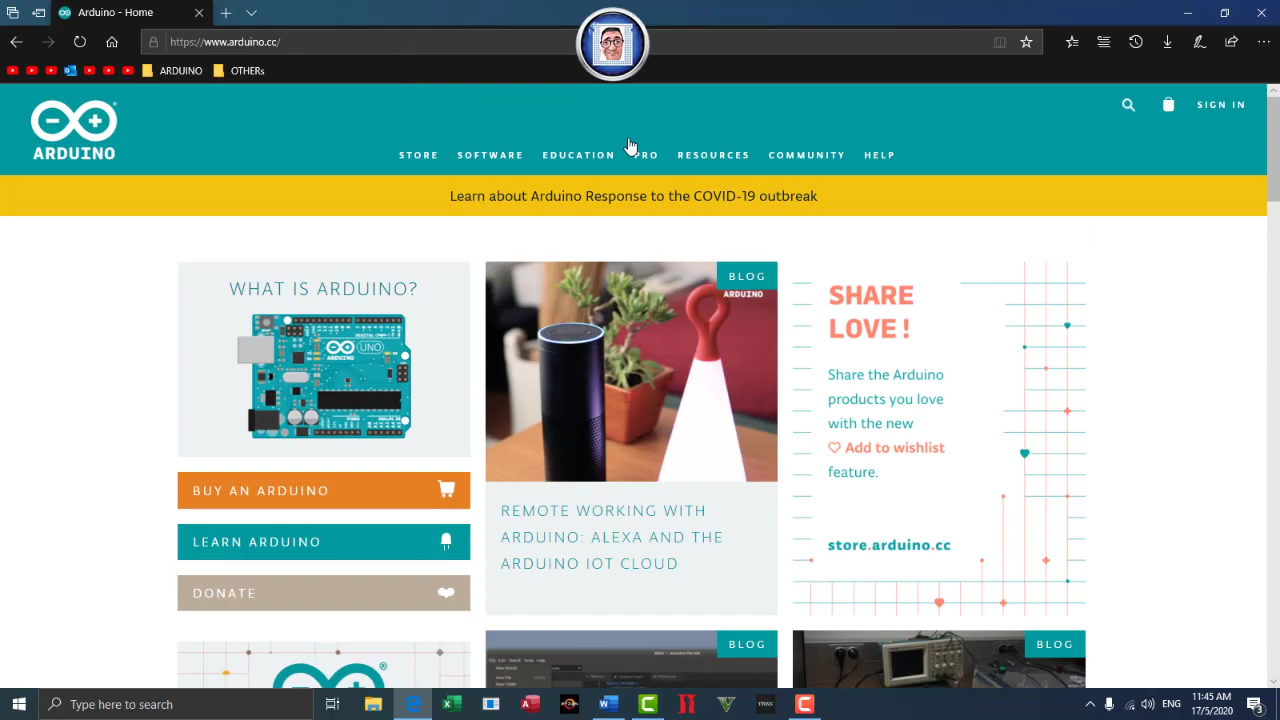 Arduino - Home
https://www.arduino.cc/
ARDUINO
OTHERs
SIGN IN
ARDUINO
STORE SOFTWARE EDUCATION PRO RESOURCES COMMUNITY HELP
Learn about Arduino Response to the COVID-19 outbreak
WHAT IS ARDUINO?
UNO
ARDUINO
BUY AN ARDUINO
LEARN ARDUINO
DONATE
BLOG
ARDUINO
REMOTE WORKING WITH
ARDUINO: ALEXA AND THE
ARDUINO IOT CLOUD
SHARE
LOVE !
Share the Arduino
products you love
with the new
Add to wishlist
feature.
store.arduino.cc
BLOG
BLOG
Type here to search
ENG
11:45 AM
17/5/2020